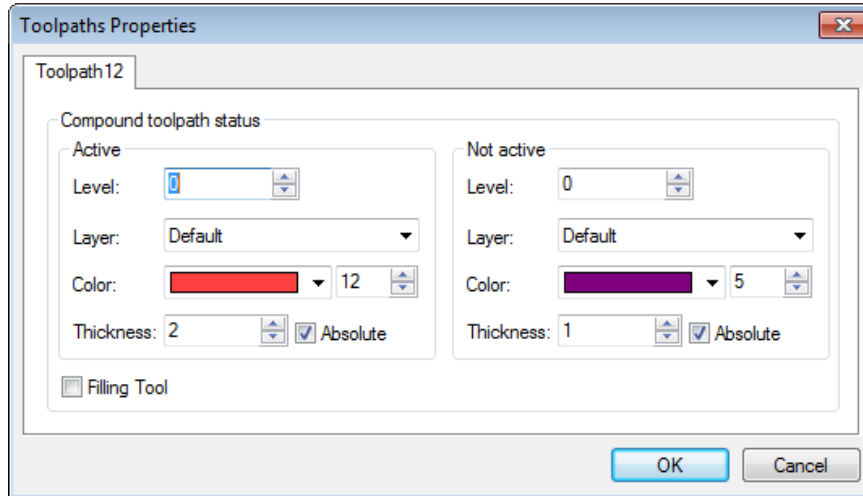 Toolpaths Properties
Toolpath12
Compound toolpath status
Active
Level: 0
Layer: Default
Color: 12
Thickness: 2 Absolute
Not active
Level: 0
Layer: Default
Color: 5
Thickness: 1 Absolute
Filling Tool
OK Cancel